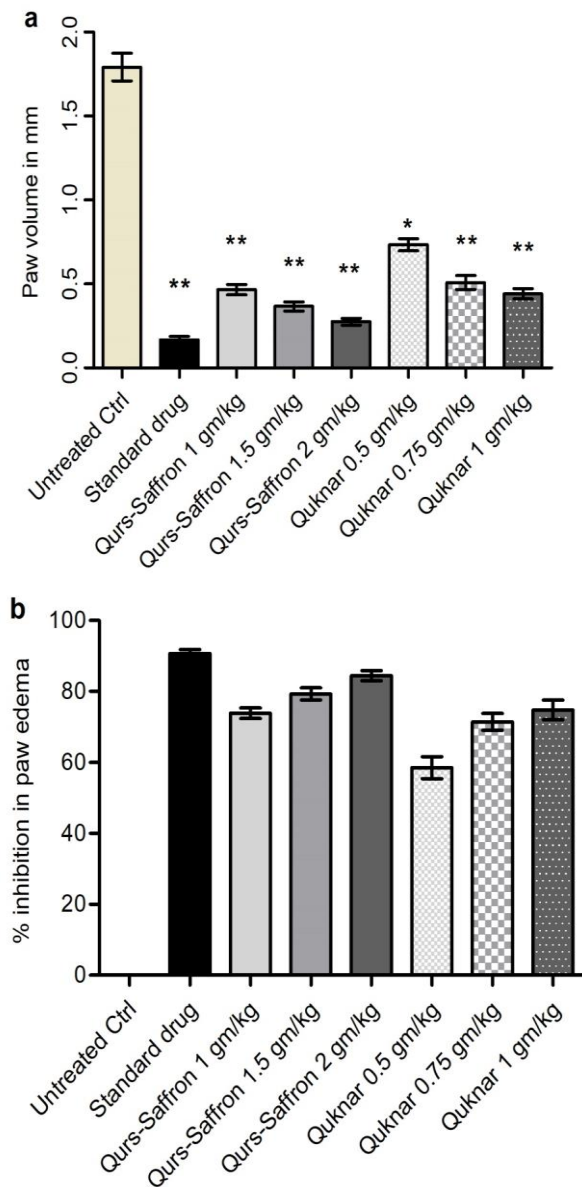 a
Paw volume in mm
2.0
1.5
1.0
0.5
0.0
**
**
**
**
*
**
**
Untreated Ctrl
Standard drug
Qurs-Saffron 1 gm/kg
Qurs-Saffron 1.5 gm/kg
Qurs-Saffron 2 gm/kg
Quknar 0.5 gm/kg
Quknar 0.75 gm/kg
Quknar 1 gm/kg
b
% inhibition in paw edema
100
80
60
40
20
0
Untreated Ctrl
Standard drug
Qurs-Saffron 1 gm/kg
Qurs-Saffron 1.5 gm/kg
Qurs-Saffron 2 gm/kg
Quknar 0.5 gm/kg
Quknar 0.75 gm/kg
Quknar 1 gm/kg